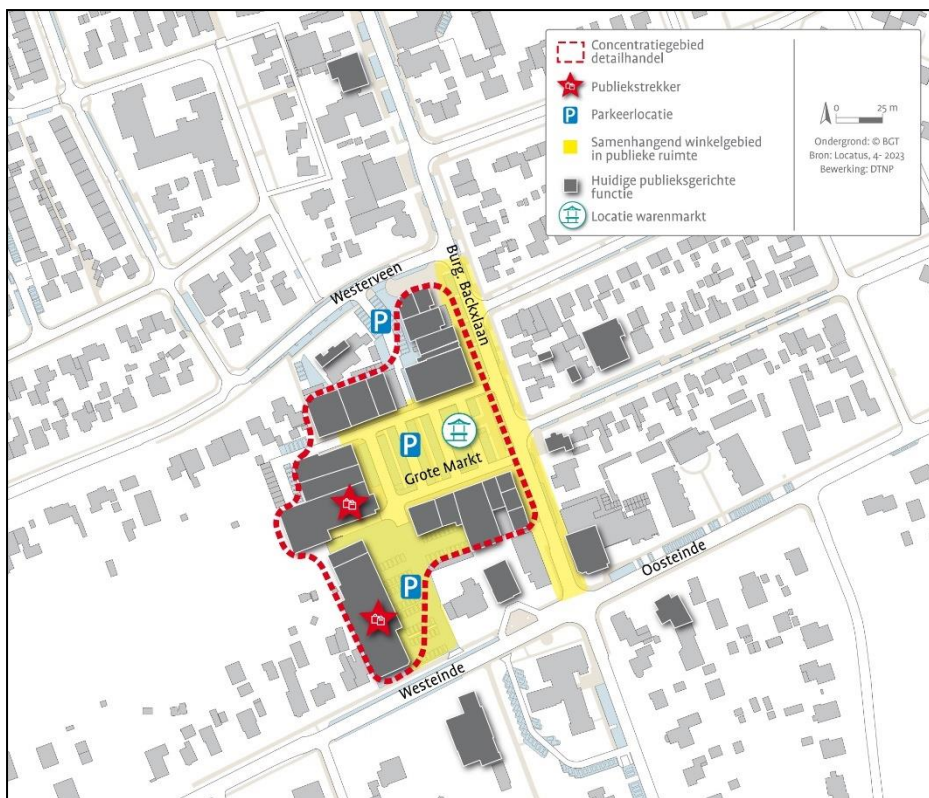 Concentratiegebied
detailhandel
Publiekstrekker
P
Parkeerlocatie
Samenhangend winkelgebied
in publieke ruimte
Huidige publieksgerichte
functie
Locatie warenmarkt
0 25 m
Ondergrond: © BGT
Bron: Locatus, 4- 2023
Bewerking: DTNP
Westerveen
Burg. Backxlaan
P
P
Grote Markt
P
Oosteinde
Westeinde